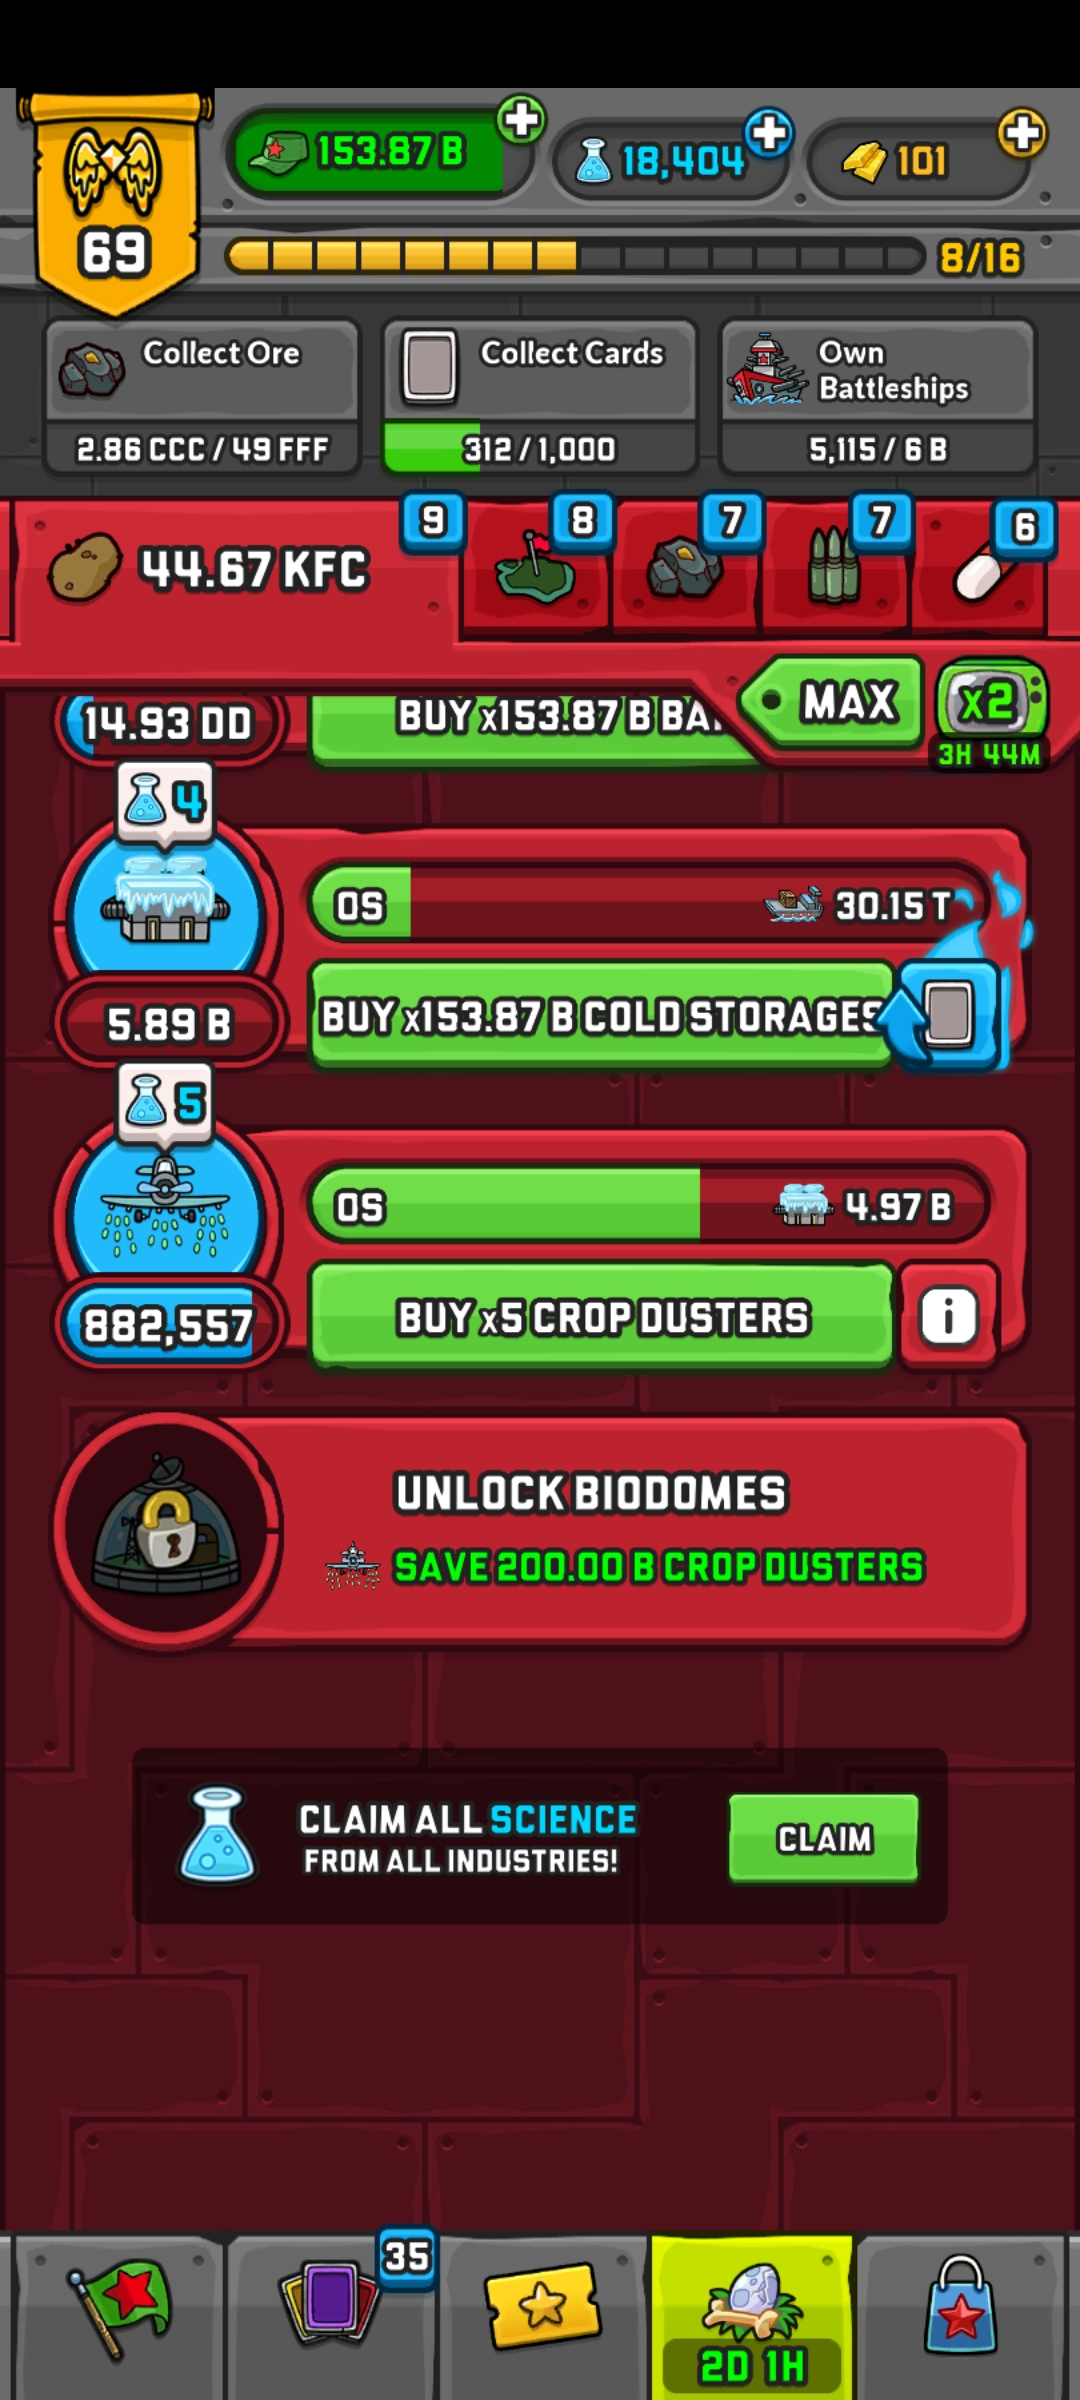 153.87 B
18,404
101
69
8/16
Collect Ore
2.86 CCC / 49 FFF
Collect Cards
312 / 1,000
Own
Battleships
5,115 / 6 B
44.67 KFC
9
8
7
7
6
MAX
x2
3H 44M
14.93 DD
BUY x153.87 B BA
4
0S
30.15 T
5.89 B
BUY x153.87 B COLD STORAGES
5
0S
4.97 B
882,557
BUY x5 CROP DUSTERS
i
UNLOCK BIODOMES
SAVE 200.00 B CROP DUSTERS
CLAIM ALL SCIENCE
FROM ALL INDUSTRIES!
CLAIM
35
2D 1H